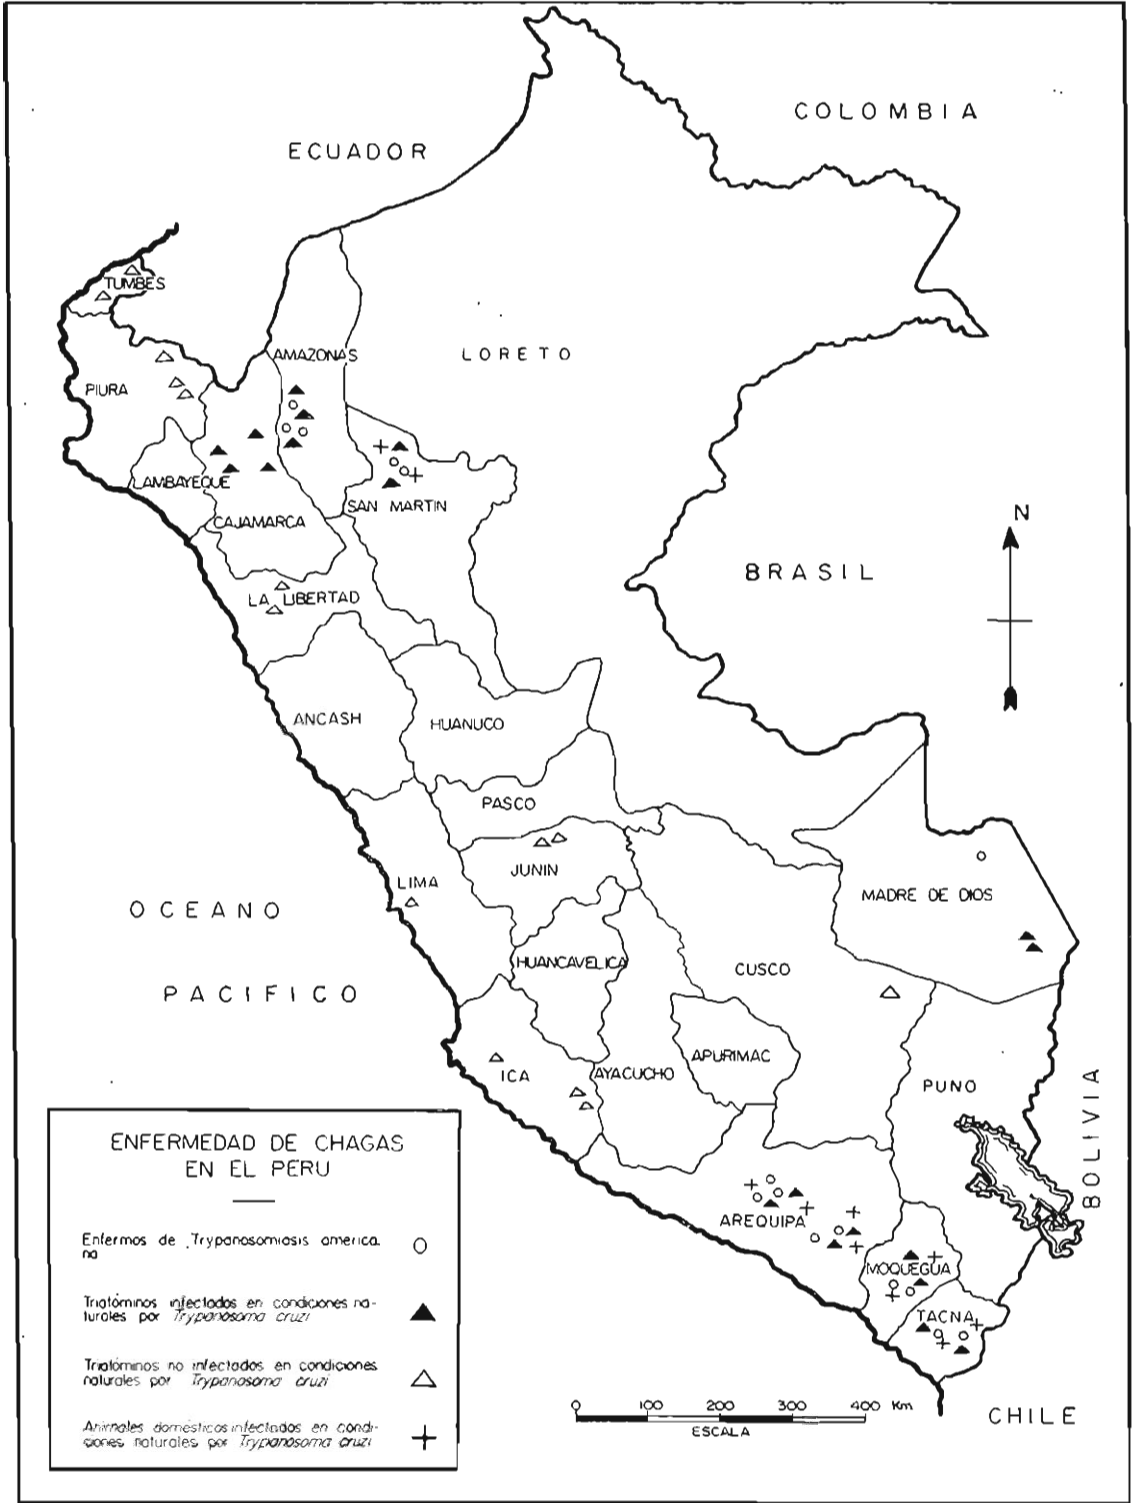 COLOMBIA
ECUADOR
TUMBES
AMAZONAS
LORETO
PIURA
LAMBAYEQUE
SAN MARTIN
CAJAMARCA
N
BRASIL
LA LIBERTAD
ANCASH
HUANUCO
PASCO
JUNIN
LIMA
MADRE DE DIOS
OCEANO
PACIFICO
HUANCAVELICA
CUSCO
APURIMAC
ICA
AYACUCHO
PUNO
BOLIVIA
AREQUIPA
MOQUEGUA
TACNA
CHILE
0 100 200 300 400 Km
ESCALA
ENFERMEDAD DE CHAGAS
EN EL PERU
Enfermos de Trypanosomiasis america
na
Triatóminos infectados en condiciones na-
turales por Trypanosoma cruzi
Triatóminos no infectados en condiciones
naturales por Trypanosoma cruzi
Animales domésticos infectados en condi-
ciones naturales por Trypanosoma cruzi